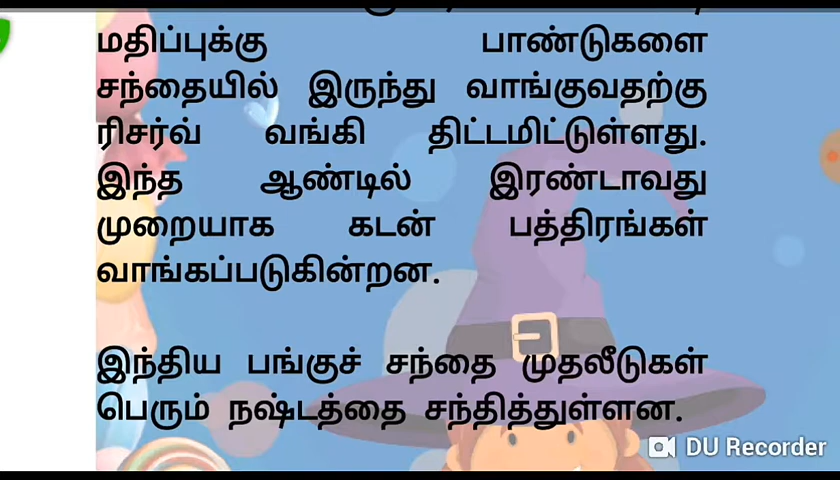 மதிப்புக்கு பாண்டுகளை
சந்தையில் இருந்து வாங்குவதற்கு
ரிசர்வ் வங்கி திட்டமிட்டுள்ளது.
இந்த ஆண்டில் இரண்டாவது
முறையாக கடன் பத்திரங்கள்
வாங்கப்படுகின்றன.
இந்திய பங்குச் சந்தை முதலீடுகள்
பெரும் நஷ்டத்தை சந்தித்துள்ளன.
DU Recorder